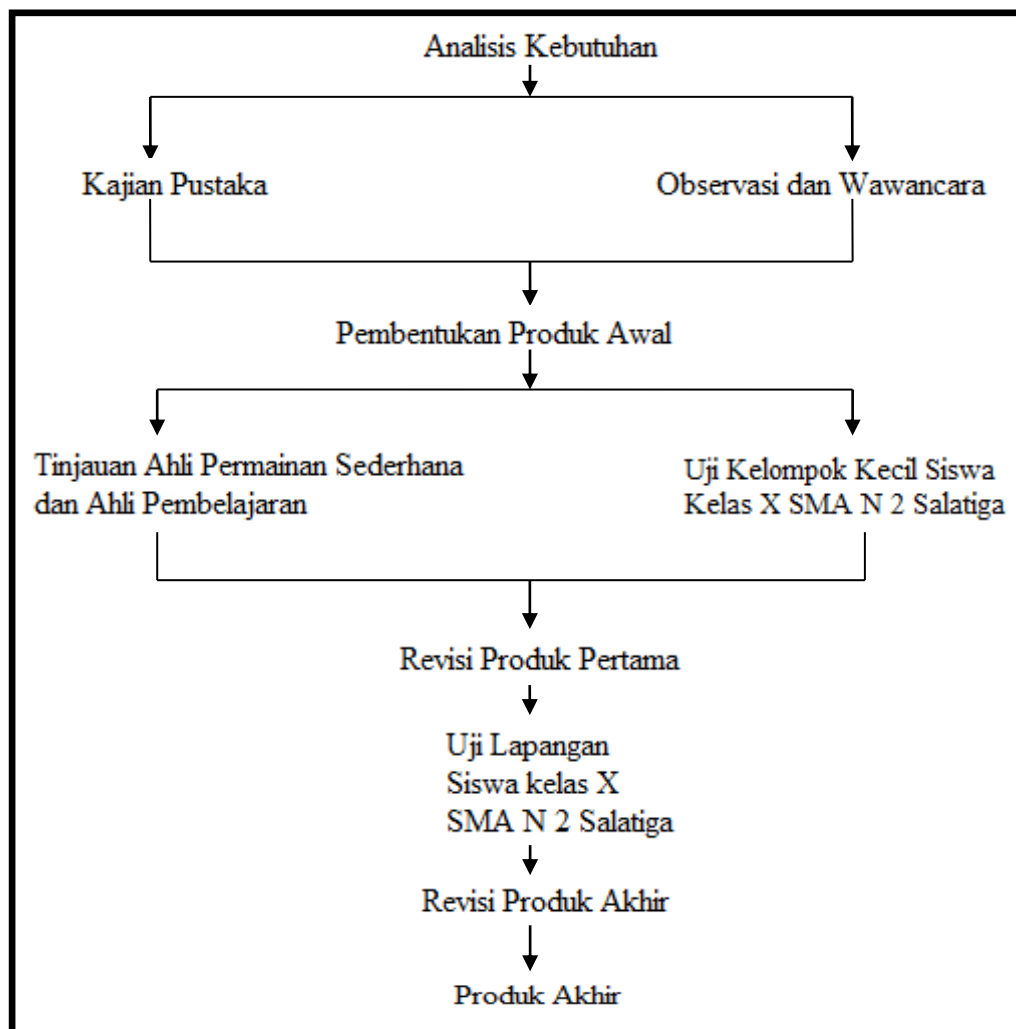 Analisis Kebutuhan
Kajian Pustaka
Observasi dan Wawancara
Pembentukan Produk Awal
Tinjauan Ahli Permainan Sederhana
dan Ahli Pembelajaran
Uji Kelompok Kecil Siswa
Kelas X SMA N 2 Salatiga
Revisi Produk Pertama
Uji Lapangan
Siswa kelas X
SMA N 2 Salatiga
Revisi Produk Akhir
Produk Akhir